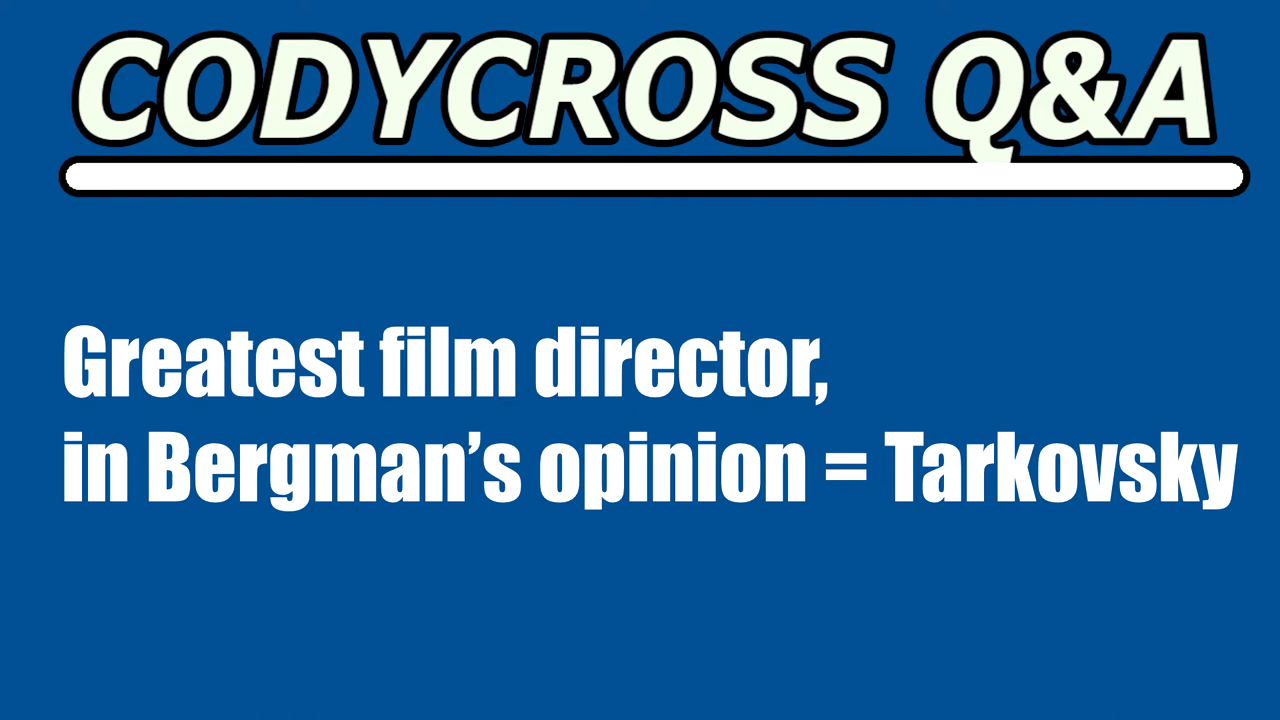 CODYCROSS Q&A
Greatest film director,
in Bergman’s opinion = Tarkovsky